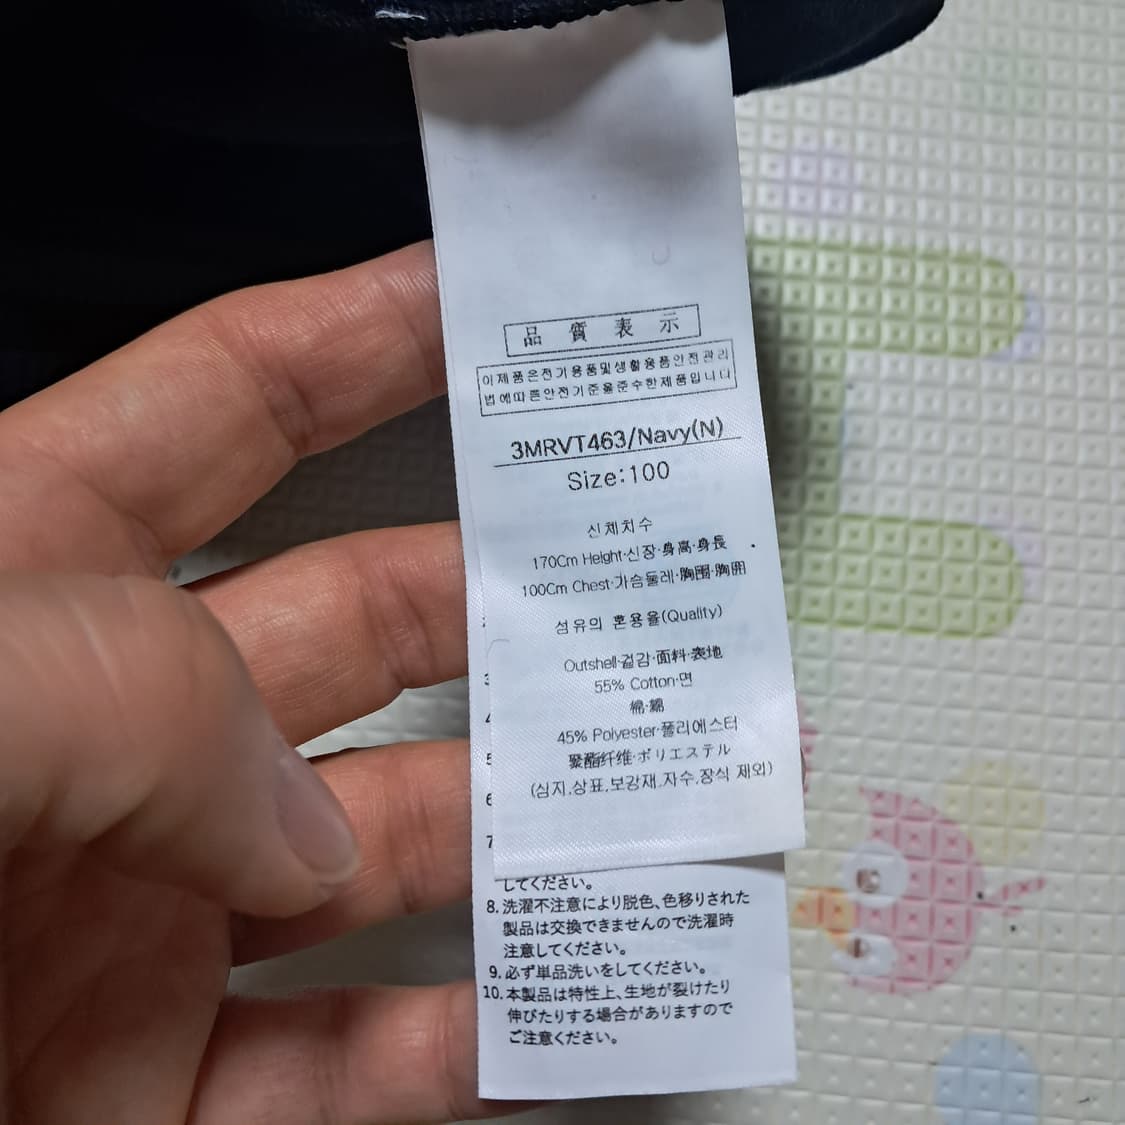 品 質 表 示
이제품은전기용품및생활용품안전관리
법에따른안전기준을준수한제품입니다
3MRVT463/Navy(N)
Size:100
신체치수
170Cm Height·신장·身高·身長
100Cm Chest·가슴둘레·胸围·胸囲
섬유의 혼용율(Quality)
Outshell·겉감·面料·表地
55% Cotton·면
棉·綿
45% Polyester·폴리에스터
聚酯纤维·ポリエステル
(심지,상표,보강재,자수,장식 제외)
4
5
6
7
してください。
8. 洗濯不注意により脱色、色移りされた
製品は交換できませんので洗濯時
注意してください。
9. 必ず単品洗いをしてください。
10. 本製品は特性上、生地が裂けたり
伸びたりする場合がありますので
ご注意ください。